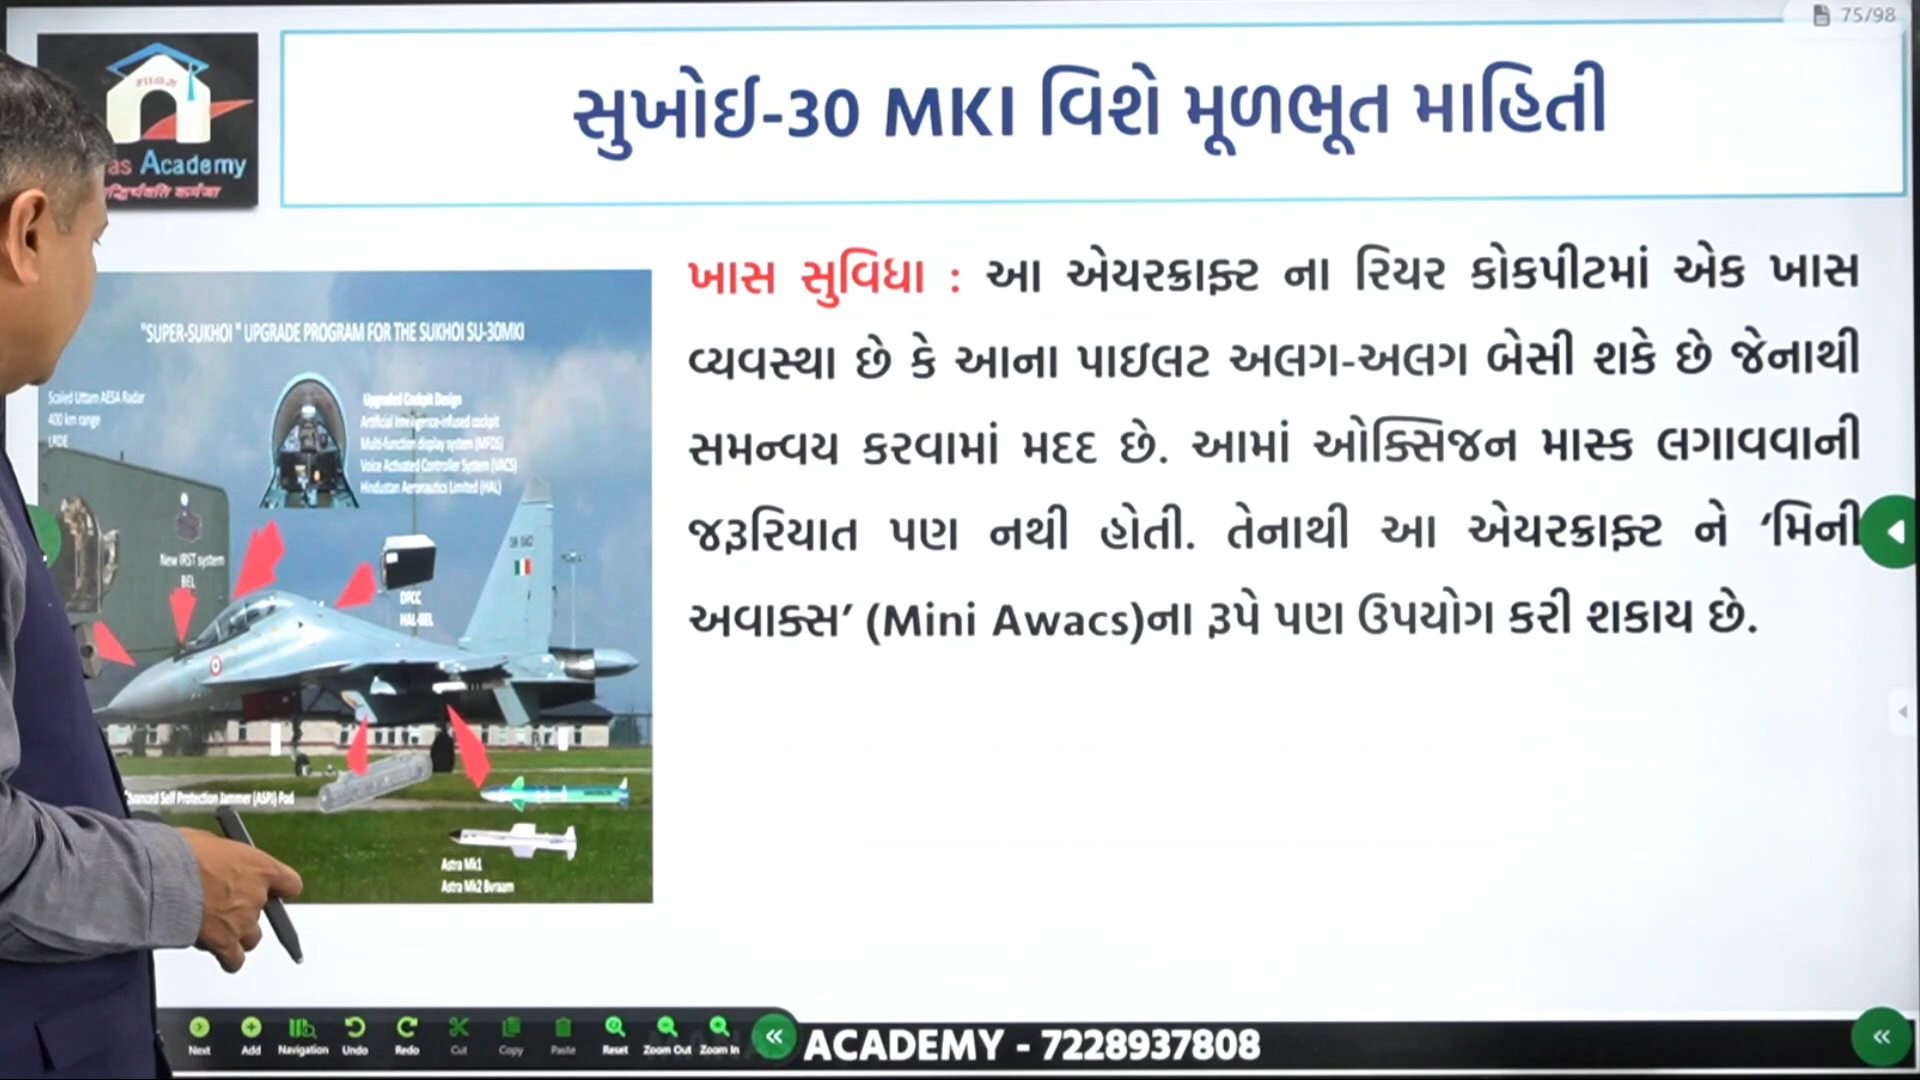 75/98
as Academy
સુખોઈ-30 MKI વિશે મૂળભૂત માહિતી
ખાસ સુવિધા : આ એયરક્રાફ્ટ ના રિયર કોકપીટમાં એક ખાસ
વ્યવસ્થા છે કે આના પાઇલટ અલગ-અલગ બેસી શકે છે જેનાથી
સમન્વય કરવામાં મદદ છે. આમાં ઓક્સિજન માસ્ક લગાવવાની
જરૂરિયાત પણ નથી હોતી. તેનાથી આ એયરક્રાફ્ટ ને ‘મિની
અવાક્સ’ (Mini Awacs)ના રૂપે પણ ઉપયોગ કરી શકાય છે.
"SUPER-SUKHOI" UPGRADE PROGRAM FOR THE SUKHOI SU-30MKI
Scaled Uttam AESA Radar
400 km range
LRDE
Upgraded Cockpit Design
Artificial Intelligence-infused cockpit
Multi-function display system (MFDS)
Voice Activated Controller System (VACS)
Hindustan Aeronautics Limited (HAL)
New IRST system
BEL
DFCC
HAL-BEL
dvanced Self Protection Jammer (ASPJ) Pod
Astra Mk1
Astra Mk2 Bvraam
Next
Add
Navigation
Undo
Redo
Cut
Copy
Paste
Reset
Zoom Out
Zoom In
ACADEMY - 7228937808